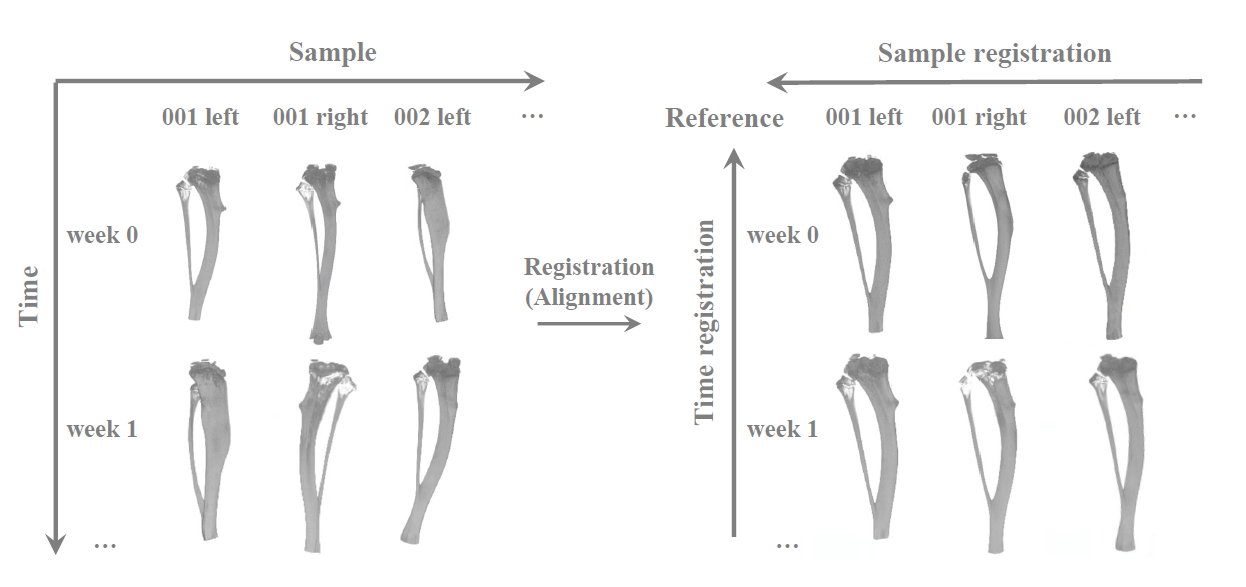 Sample
Sample registration
001 left
001 right
002 left
...
Reference
001 left
001 right
002 left
...
Time
week 0
week 1
...
Registration
(Alignment)
Time registration
week 0
week 1
...